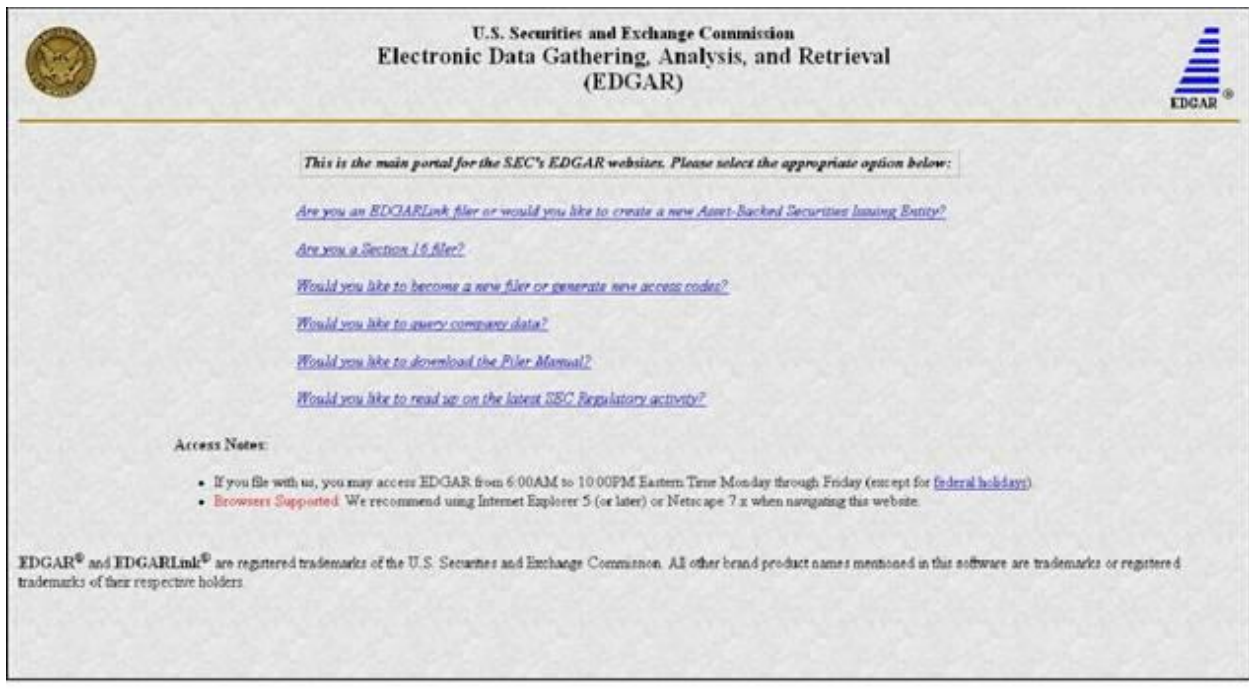 U.S. Securities and Exchange Commission
Electronic Data Gathering, Analysis, and Retrieval
(EDGAR)
EDGAR ®
This is the main portal for the SEC's EDGAR websites. Please select the appropriate option below:
Are you an EDGARLink filer or would you like to create a new Asset-Backed Securities Issuing Entity?
Are you a Section 16 filer?
Would you like to become a new filer or generate new access codes?
Would you like to query company data?
Would you like to download the Filer Manual?
Would you like to read up on the latest SEC Regulatory activity?
Access Notes:
• If you file with us, you may access EDGAR from 6:00AM to 10:00PM Eastern Time Monday through Friday (except for federal holidays).
• Browsers Supported: We recommend using Internet Explorer 5 (or later) or Netscape 7.x when navigating this website.
EDGAR® and EDGARLink® are registered trademarks of the U.S. Securities and Exchange Commission. All other brand product names mentioned in this software are trademarks or registered
trademarks of their respective holders.